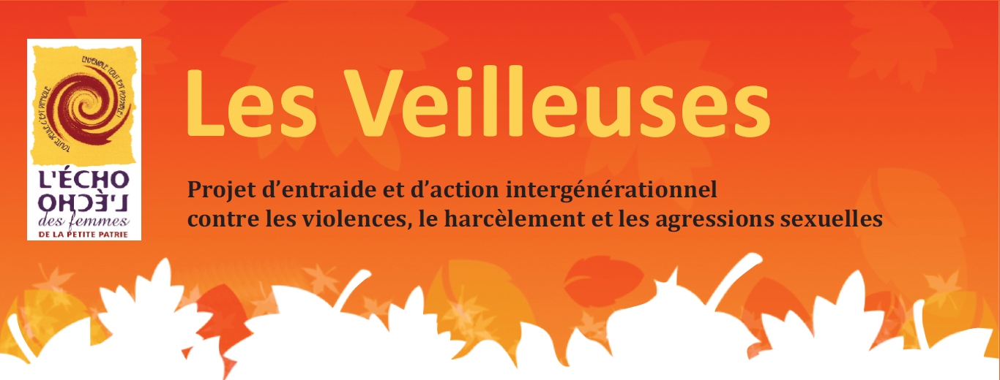 TOUTE SEULE C'EST DIFFICILE
ENSEMBLE TOUT EST POSSIBLE!
L'ÉCHO
L'ÈCHO
des femmes
DE LA PETITE PATRIE
Les Veilleuses
Projet d'entraide et d'action intergénérationnel
contre les violences, le harcèlement et les agressions sexuelles